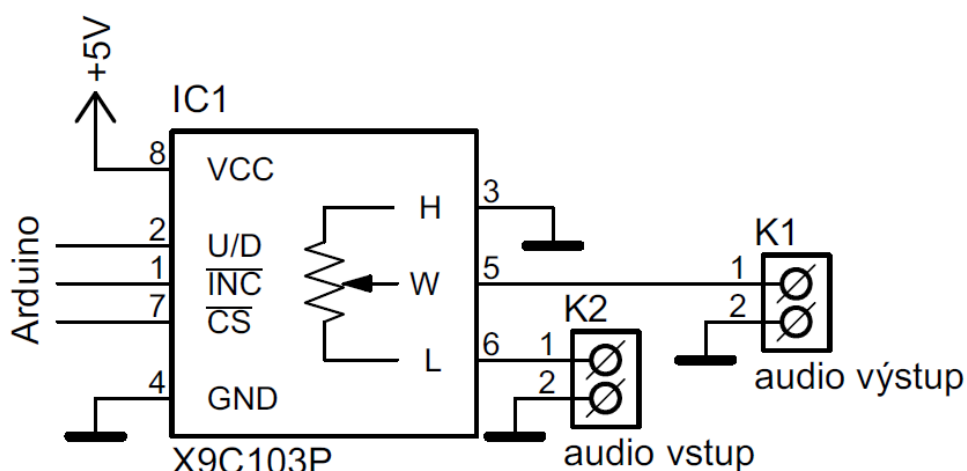 +5V
IC1
8 VCC
H 3
K1
Arduino
2 U/D
1 INC
W 5
1
7 CS
K2
2
L 6
1
audio výstup
4 GND
2
X9C103P
audio vstup